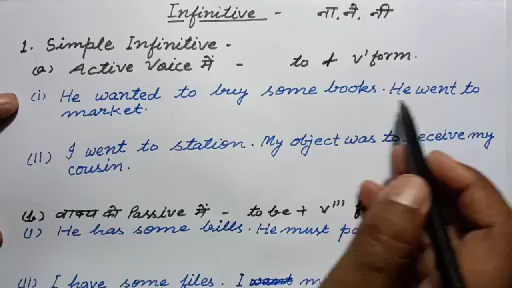 Infinitive - ना, ने, नी
1. Simple Infinitive -
(a) Active Voice में - to + v' form.
(i) He wanted to buy some books. He went to
market.
(ii) I went to station. My object was to receive my
cousin.
(b) वाक्य को Passive में - to be + v'''
(i) He has some bills. He must
(ii) I have some files. I